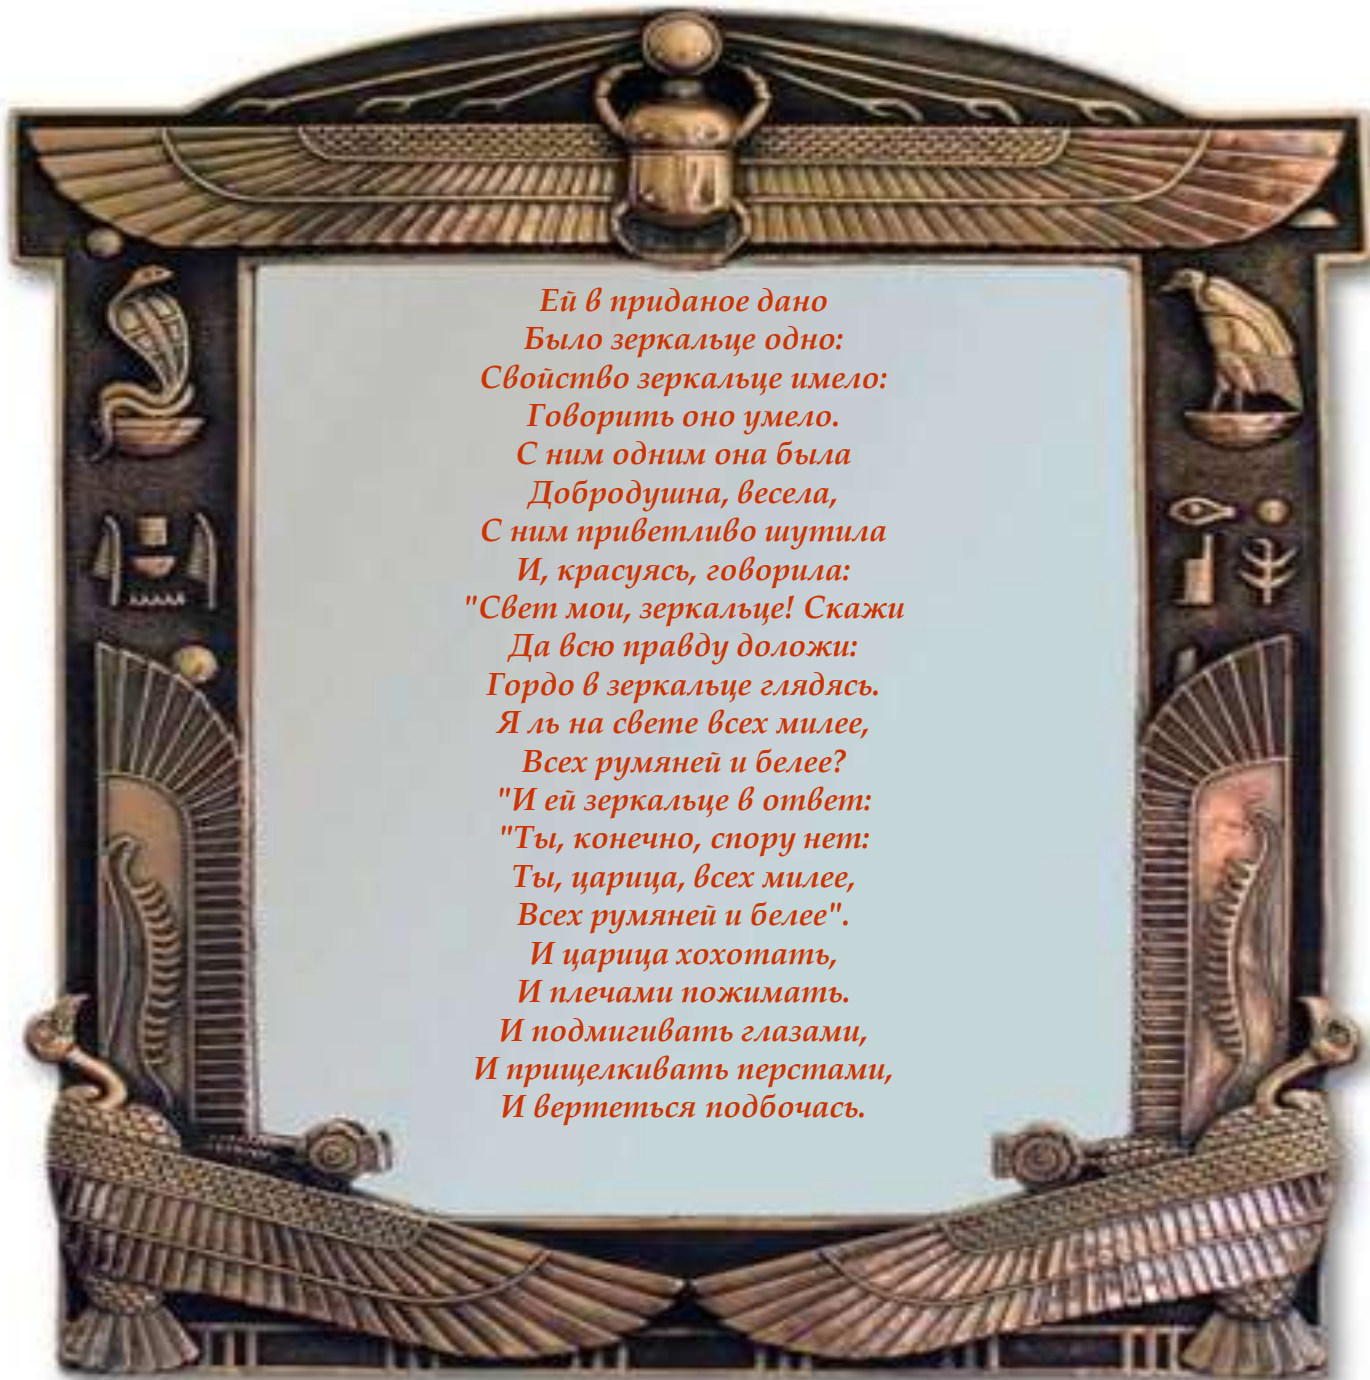 Ей в приданое дано
Было зеркальце одно:
Свойство зеркальце имело:
Говорить оно умело.
С ним одним она была
Добродушна, весела,
С ним приветливо шутила
И, красуясь, говорила:
"Свет мои, зеркальце! Скажи
Да всю правду доложи:
Гордо в зеркальце глядясь.
Я ль на свете всех милее,
Всех румяней и белее?
"И ей зеркальце в ответ:
"Ты, конечно, спору нет:
Ты, царица, всех милее,
Всех румяней и белее".
И царица хохотать,
И плечами пожимать.
И подмигивать глазами,
И прищелкивать перстами,
И вертеться подбочась.